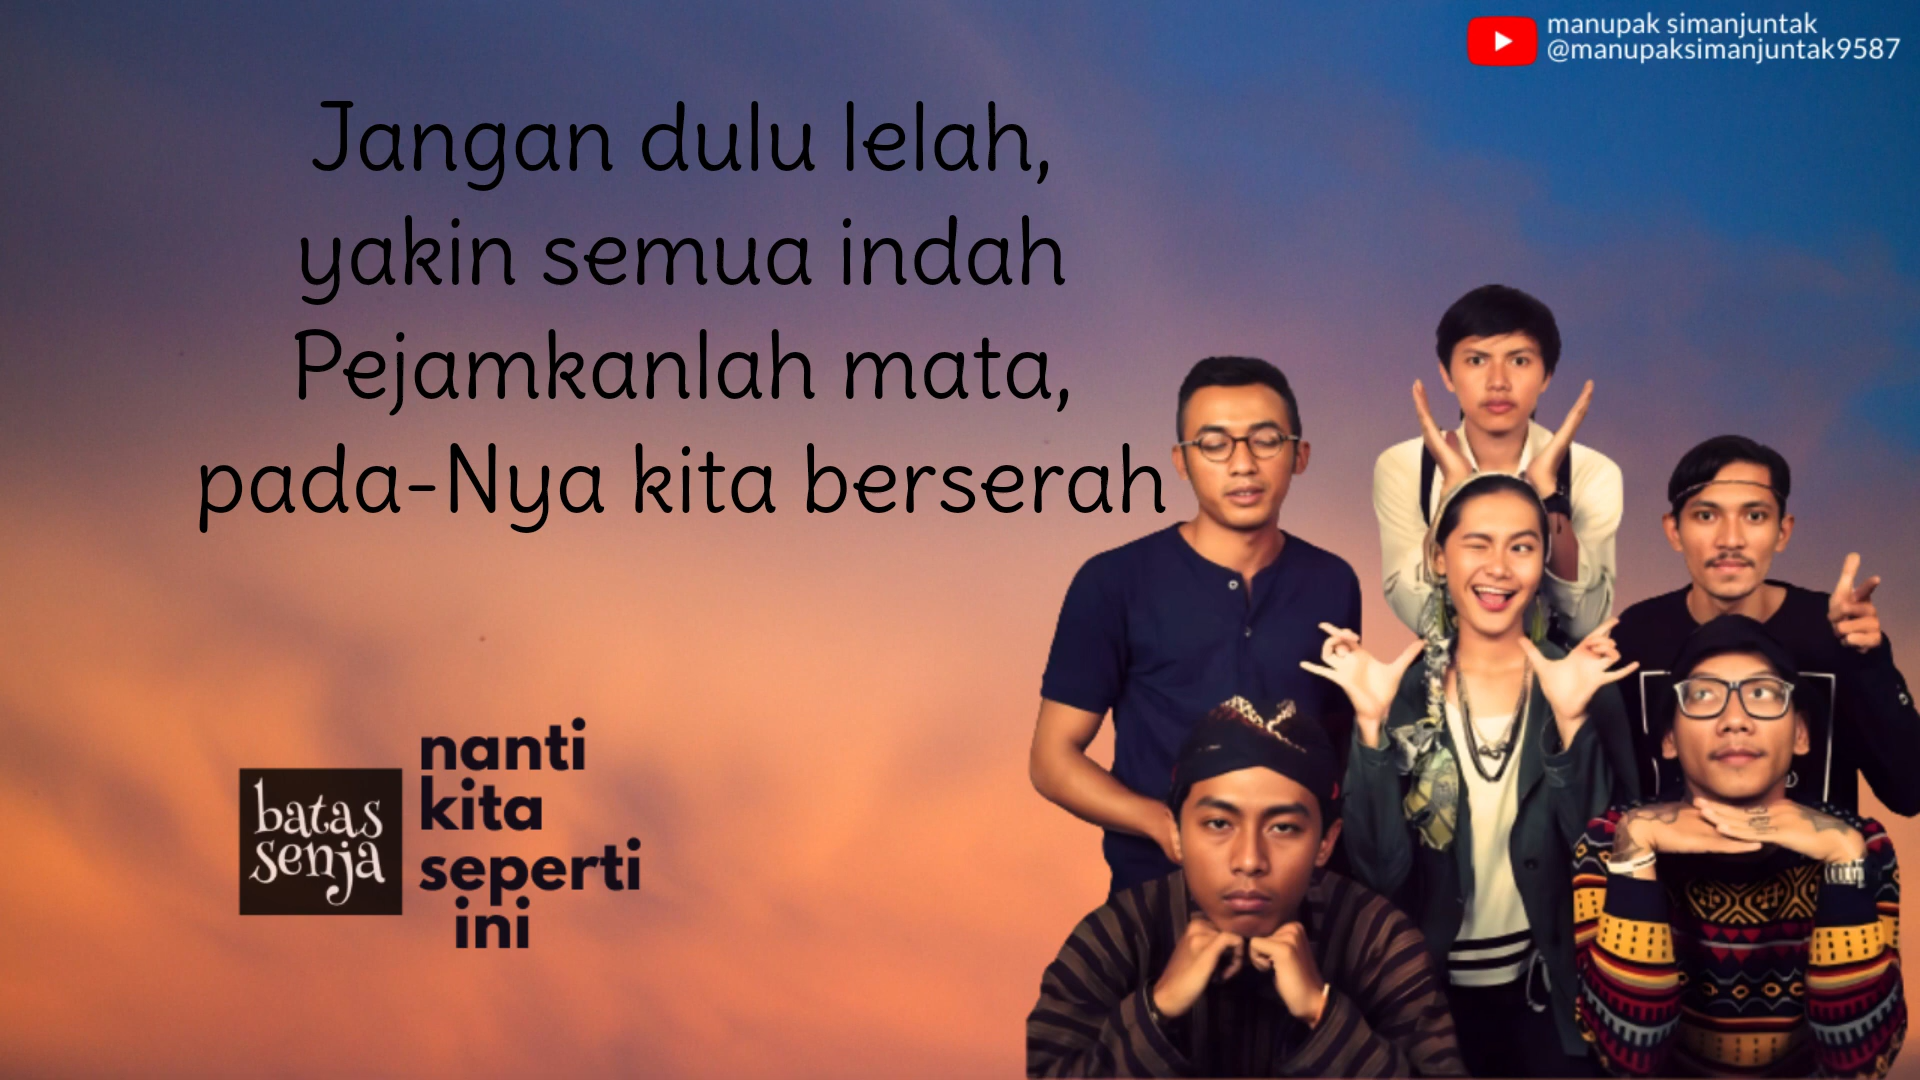 manupak simanjuntak
@manupaksimanjuntak9587
Jangan dulu lelah,
yakin semua indah
Pejamkanlah mata,
pada-Nya kita berserah
batas
senja
nanti
kita
seperti
ini